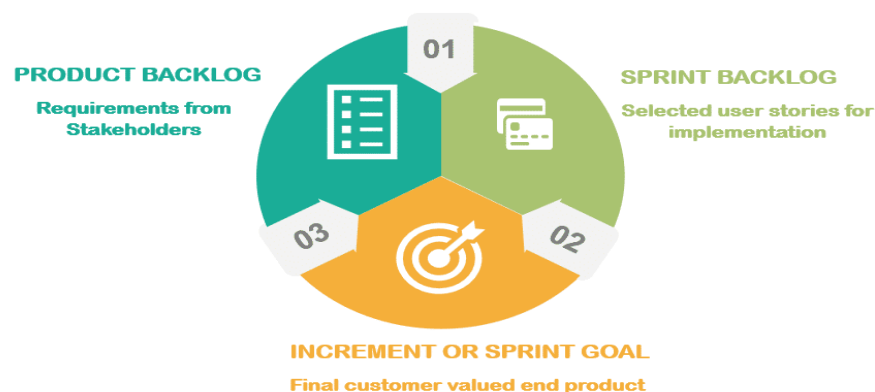 01
PRODUCT BACKLOG
Requirements from
Stakeholders
SPRINT BACKLOG
Selected user stories for
implementation
03
02
INCREMENT OR SPRINT GOAL
Final customer valued end product